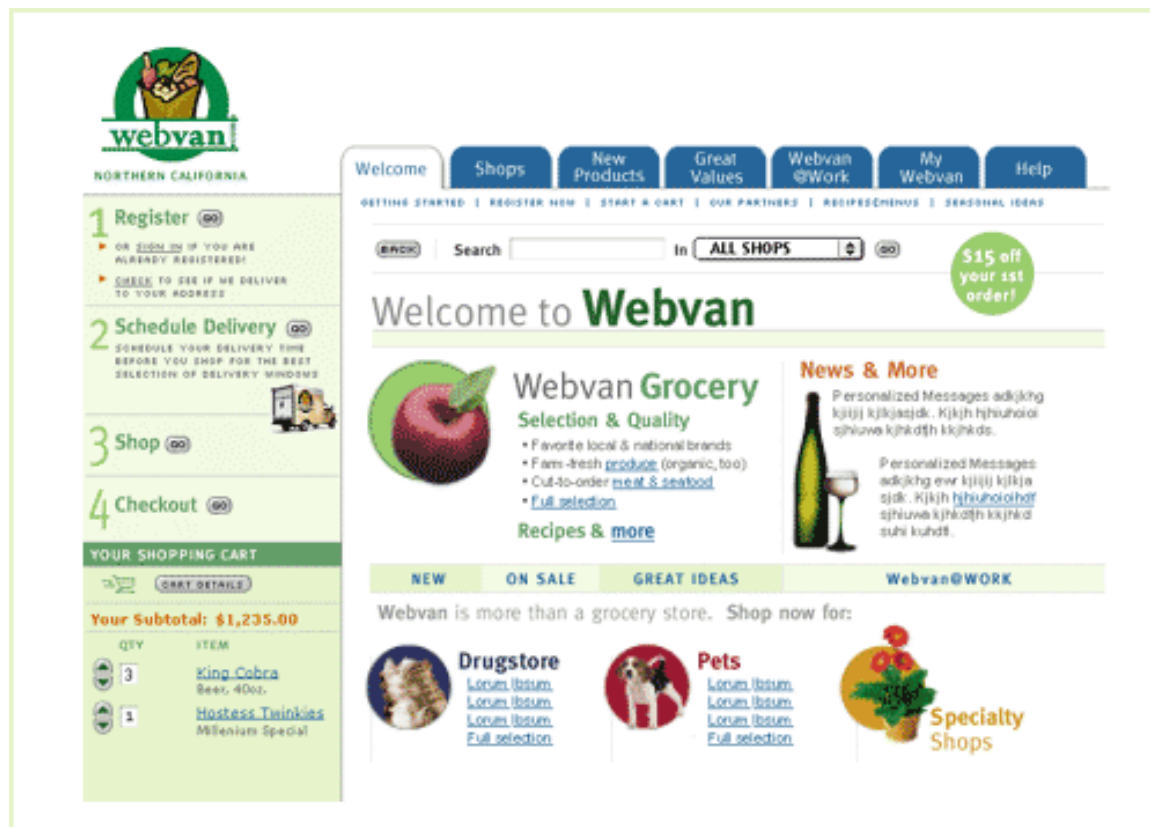 webvan.com
NORTHERN CALIFORNIA
Welcome
Shops
New Products
Great Values
Webvan @Work
My Webvan
Help
GETTING STARTED | REGISTER NOW | START A CART | OUR PARTNERS | RECIPES&MENUS | SEASONAL IDEAS
1 Register GO
OR SIGN IN IF YOU ARE
ALREADY REGISTERED!
CHECK TO SEE IF WE DELIVER
TO YOUR ADDRESS
2 Schedule Delivery GO
SCHEDULE YOUR DELIVERY TIME
BEFORE YOU SHOP FOR THE BEST
SELECTION OF DELIVERY WINDOWS
3 Shop GO
4 Checkout GO
YOUR SHOPPING CART
CART DETAILS
Your Subtotal: $1,235.00
QTY ITEM
3 King Cobra
Beer, 40oz.
1 Hostess Twinkies
Millenium Special
BACK Search In ALL SHOPS GO
$15 off
your 1st
order!
Welcome to Webvan
Webvan Grocery
Selection & Quality
• Favorite local & national brands
• Farm-fresh produce (organic, too)
• Cut-to-order meat & seafood
• Full selection
Recipes & more
News & More
Personalized Messages adkjkhg
kjiijij kjlkjasjdk. Kjkjh hjhiuhoioi
sjhiuwa kjhkdfjh kkjhkds.
Personalized Messages
adkjkhg ewr kjiijij kjlkja
sjdk. Kjkjh hjhiuhoioihdf
sjhiuwa kjhkdfjh kkjhkd
suhi kuhdf.
NEW ON SALE GREAT IDEAS Webvan@WORK
Webvan is more than a grocery store. Shop now for:
Drugstore
Lorum Ibsum
Lorum Ibsum
Lorum Ibsum
Full selection
Pets
Lorum Ibsum
Lorum Ibsum
Lorum Ibsum
Full selection
Specialty
Shops